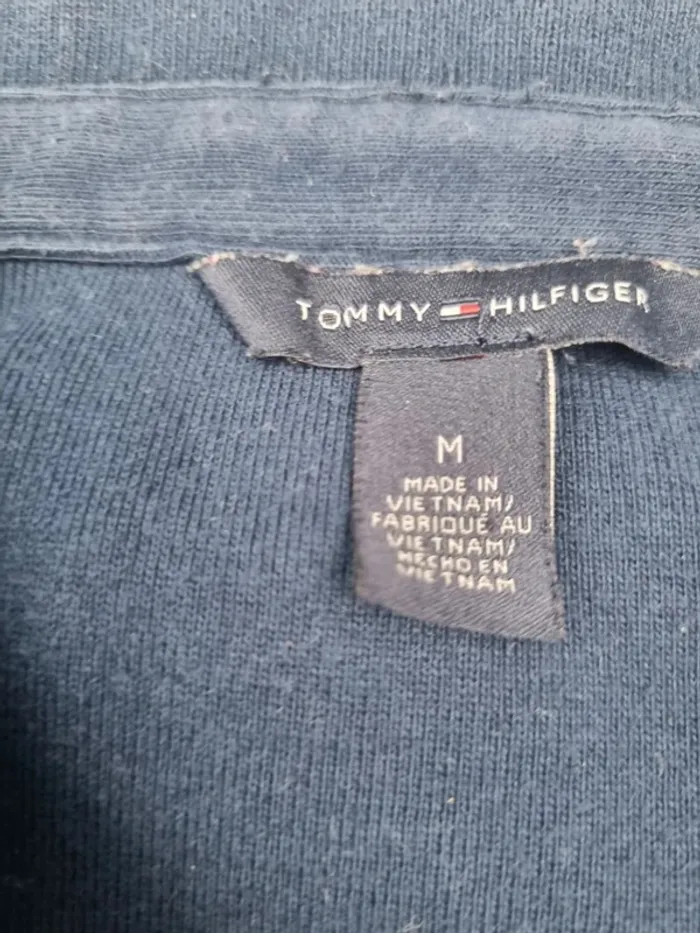 TOMMY HILFIGER
M
MADE IN
VIETNAM/
FABRIQUÉ AU
VIETNAM/
HECHO EN
VIETNAM